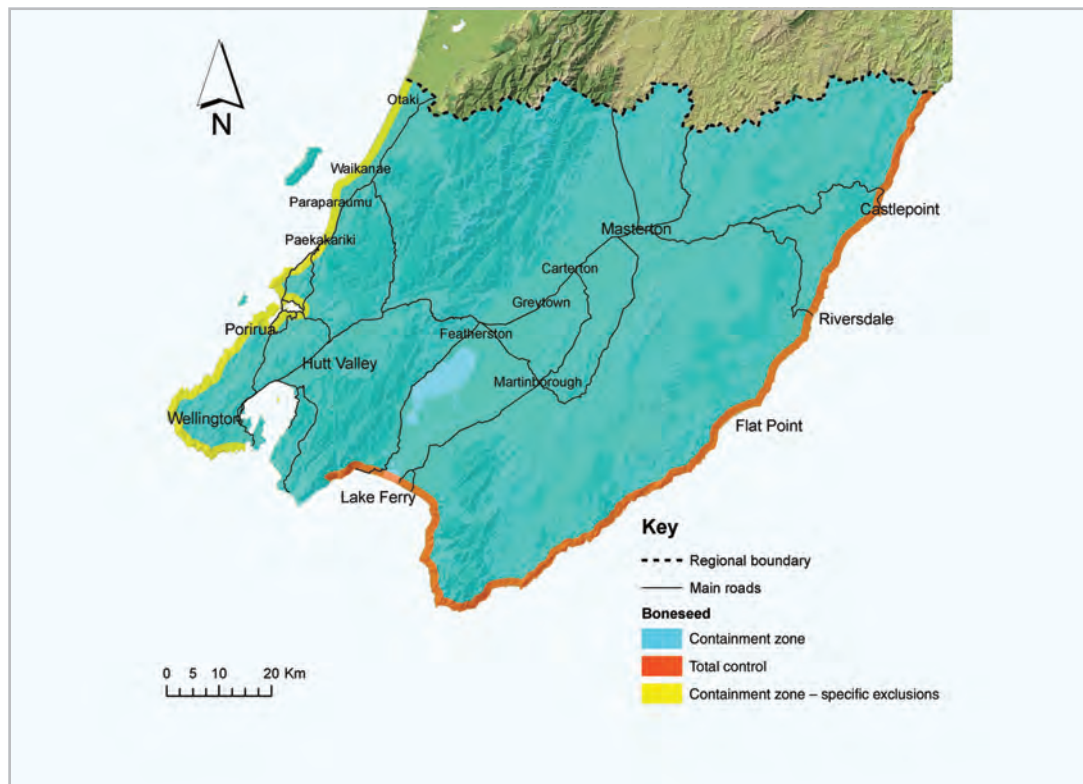 N
Otaki
Waikanae
Paraparaumu
Paekakariki
Porirua
Hutt Valley
Wellington
Castlepoint
Masterton
Carterton
Greytown
Featherston
Martinborough
Riversdale
Flat Point
Lake Ferry
Key
Regional boundary
Main roads
Boneseed
Containment zone
Total control
Containment zone – specific exclusions
0 5 10 20 Km